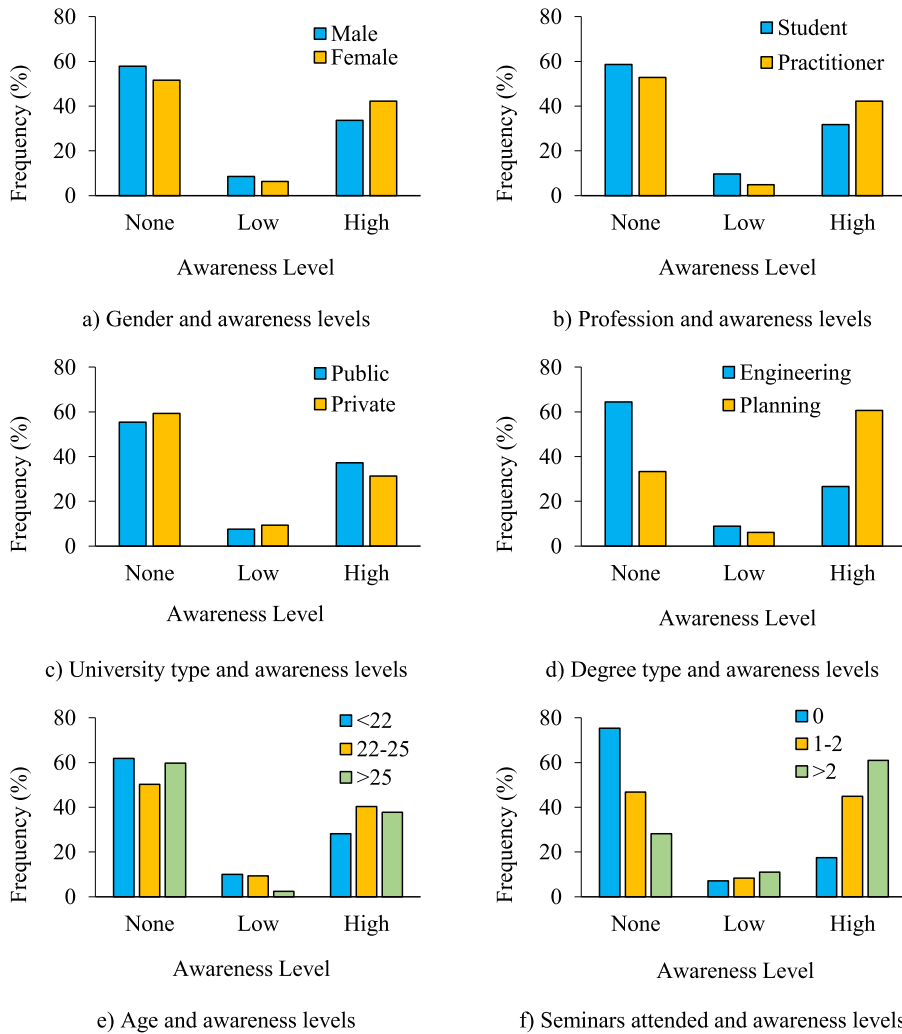 80
60
40
20
0
Frequency (%)
Male
Female
None Low High
Awareness Level
a) Gender and awareness levels
80
60
40
20
0
Frequency (%)
Student
Practitioner
None Low High
Awareness Level
b) Profession and awareness levels
80
60
40
20
0
Frequency (%)
Public
Private
None Low High
Awareness Level
c) University type and awareness levels
80
60
40
20
0
Frequency (%)
Engineering
Planning
None Low High
Awareness Level
d) Degree type and awareness levels
80
60
40
20
0
Frequency (%)
<22
22-25
>25
None Low High
Awareness Level
e) Age and awareness levels
80
60
40
20
0
Frequency (%)
0
1-2
>2
None Low High
Awareness Level
f) Seminars attended and awareness levels